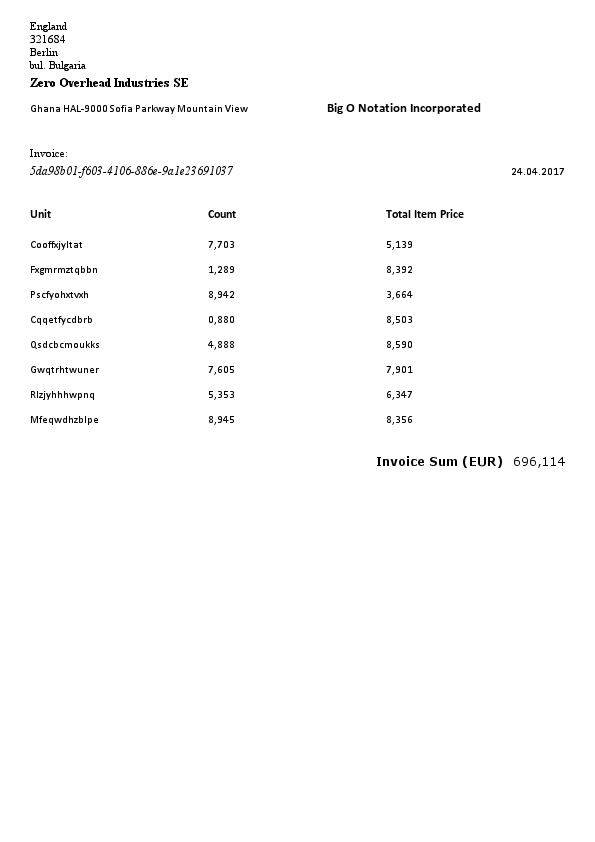 England
321684
Berlin
bul. Bulgaria
Zero Overhead Industries SE
Ghana HAL-9000 Sofia Parkway Mountain View Big O Notation Incorporated
Invoice:
5da98b01-f603-4106-886e-9a1e23691037 24.04.2017
Unit Count Total Item Price
Cooffxjyltat 7,703 5,139
Fxgmrmztqbbn 1,289 8,392
Pscfyohxtvxh 8,942 3,664
Cqqetfycdbrb 0,880 8,503
Qsdcbcmoukks 4,888 8,590
Gwqtrhtwuner 7,605 7,901
Rlzjyhhhwpnq 5,353 6,347
Mfeqwdhzblpe 8,945 8,356
Invoice Sum (EUR) 696,114